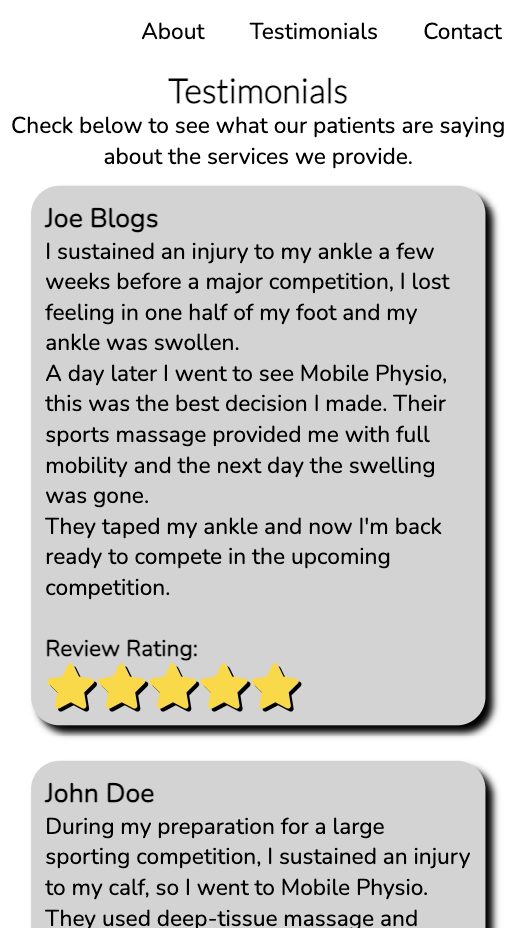 About Testimonials Contact
Testimonials
Check below to see what our patients are saying
about the services we provide.
Joe Blogs
I sustained an injury to my ankle a few
weeks before a major competition, I lost
feeling in one half of my foot and my
ankle was swollen.
A day later I went to see Mobile Physio,
this was the best decision I made. Their
sports massage provided me with full
mobility and the next day the swelling
was gone.
They taped my ankle and now I'm back
ready to compete in the upcoming
competition.
Review Rating:
John Doe
During my preparation for a large
sporting competition, I sustained an injury
to my calf, so I went to Mobile Physio.
They used deep-tissue massage and